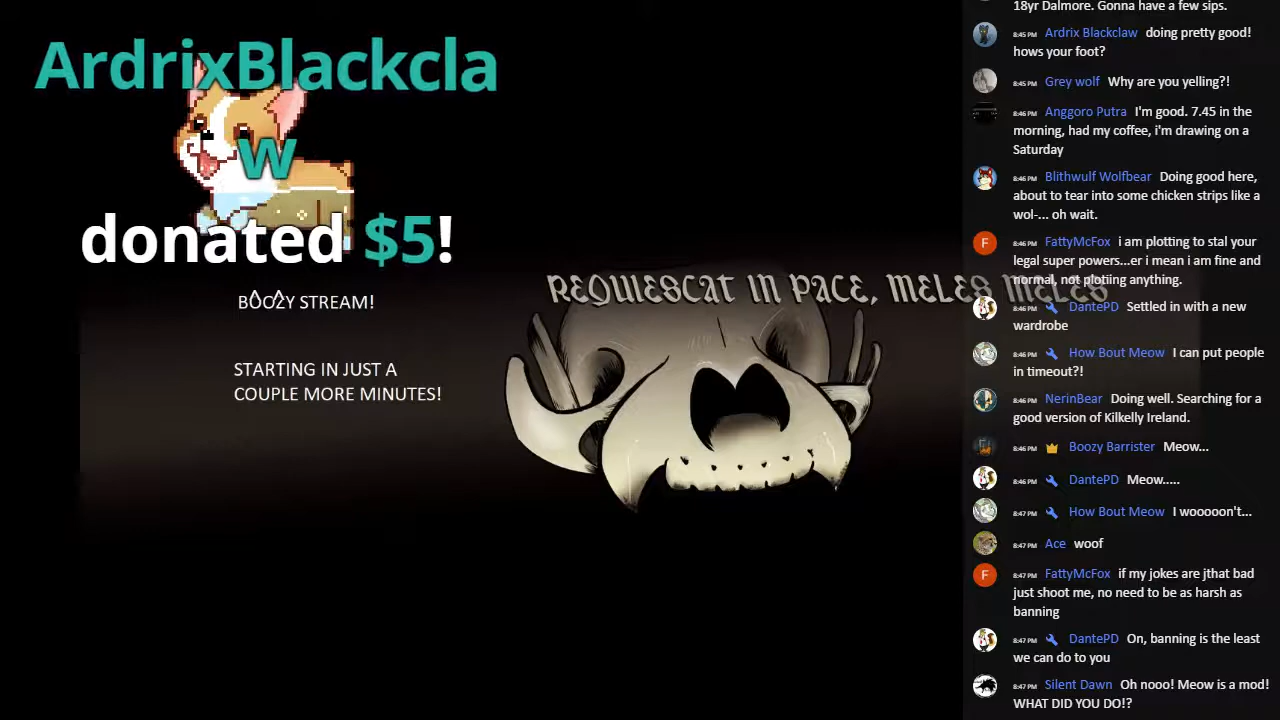 ArdrixBlackcla
w
donated $5!
BOOZY STREAM!
STARTING IN JUST A
COUPLE MORE MINUTES!
REQUIESCAT IN PACE, MELES MELES
18yr Dalmore. Gonna have a few sips.
8:45 PM Ardrix Blackclaw doing pretty good!
hows your foot?
8:45 PM Grey wolf Why are you yelling?!
8:46 PM Anggoro Putra I'm good. 7.45 in the
morning, had my coffee, i'm drawing on a
Saturday
8:46 PM Blithwulf Wolfbear Doing good here,
about to tear into some chicken strips like a
wol-... oh wait.
F 8:46 PM FattyMcFox i am plotting to stal your
legal super powers...er i mean i am fine and
normal, not plotiing anything.
8:46 PM DantePD Settled in with a new
wardrobe
8:46 PM How Bout Meow I can put people
in timeout?!
8:46 PM NerinBear Doing well. Searching for a
good version of Kilkelly Ireland.
8:46 PM Boozy Barrister Meow...
8:46 PM DantePD Meow.....
8:47 PM How Bout Meow I wooooon't...
8:47 PM Ace woof
F 8:47 PM FattyMcFox if my jokes are jthat bad
just shoot me, no need to be as harsh as
banning
8:47 PM DantePD On, banning is the least
we can do to you
8:47 PM Silent Dawn Oh nooo! Meow is a mod!
WHAT DID YOU DO!?